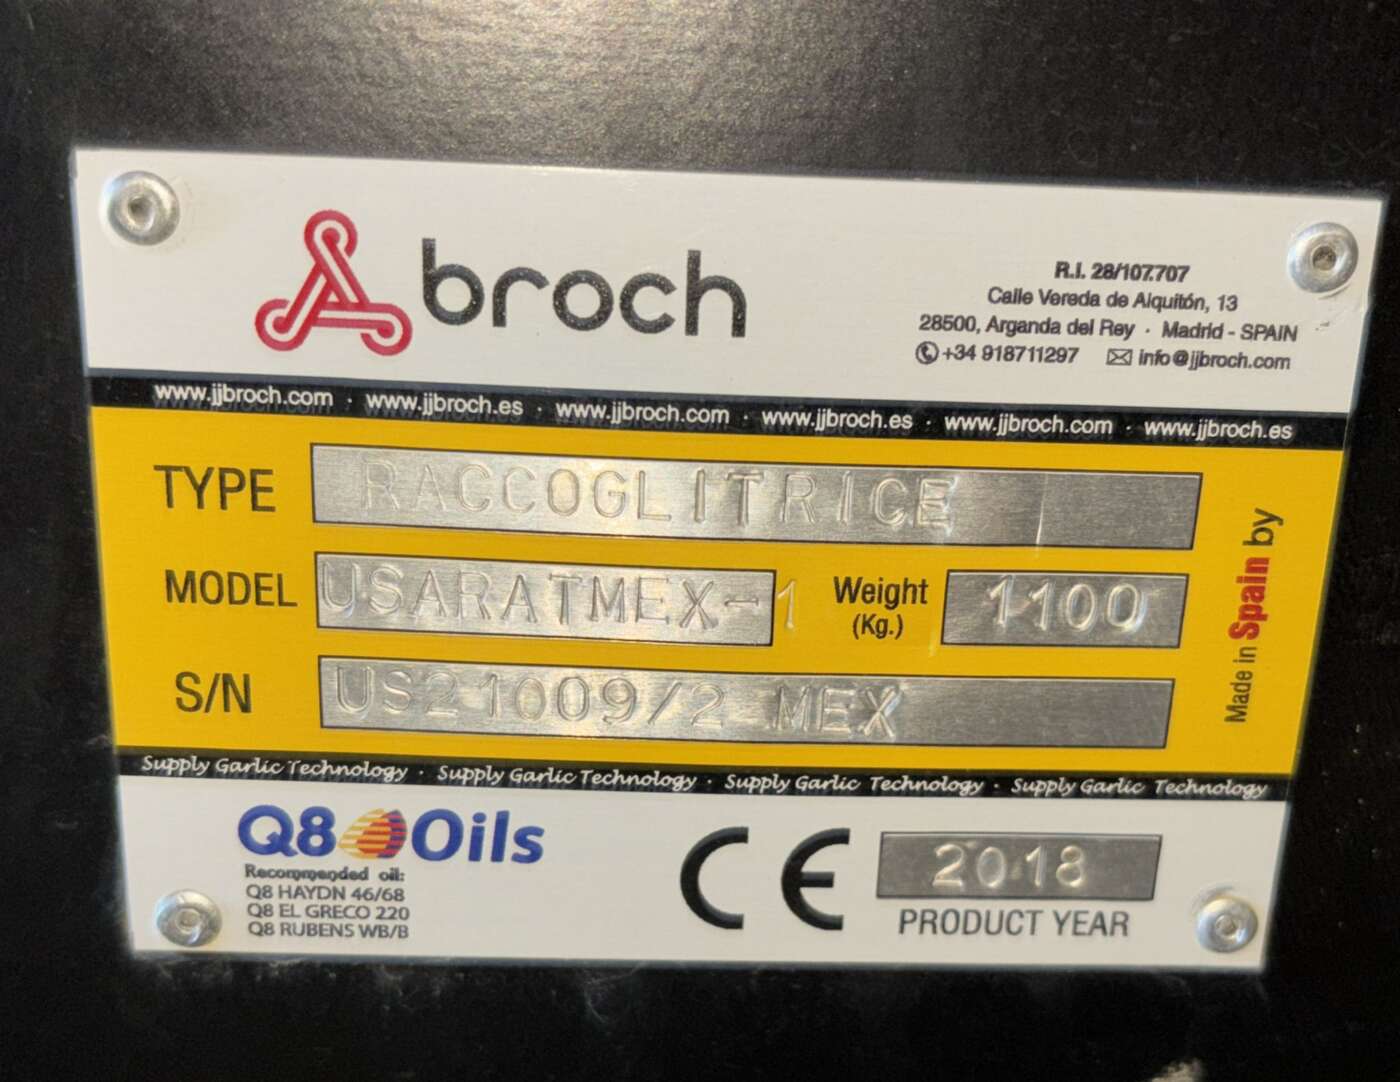 broch
R.I. 28/107.707
Calle Vereda de Alquitón, 13
28500, Arganda del Rey · Madrid - SPAIN
+34 918711297 info@jjbroch.com
www.jjbroch.com · www.jjbroch.es · www.jjbroch.com · www.jjbroch.es · www.jjbroch.com · www.jjbroch.es
TYPE RACCOGLITRICE
MODEL USARATMEX-1 Weight (Kg.) 1100
S/N US21009/2 MEX
Made in Spain by
Supply Garlic Technology · Supply Garlic Technology · Supply Garlic Technology · Supply Garlic Technology
Q8 Oils
Recommended oil:
Q8 HAYDN 46/68
Q8 EL GRECO 220
Q8 RUBENS WB/B
CE 2018
PRODUCT YEAR